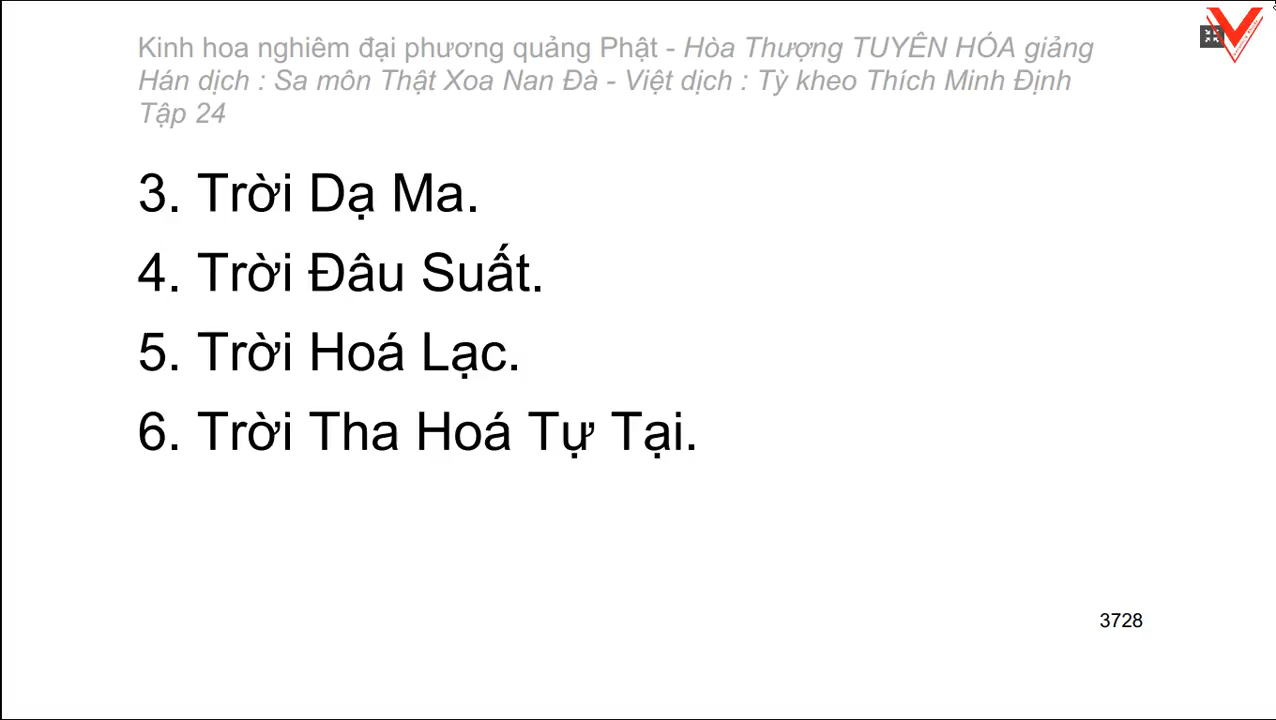 Kinh hoa nghiêm đại phương quảng Phật - Hòa Thượng TUYÊN HÓA giảng
Hán dịch : Sa môn Thật Xoa Nan Đà - Việt dịch : Tỳ kheo Thích Minh Định
Tập 24
3. Trời Dạ Ma.
4. Trời Đâu Suất.
5. Trời Hoá Lạc.
6. Trời Tha Hoá Tự Tại.
3728